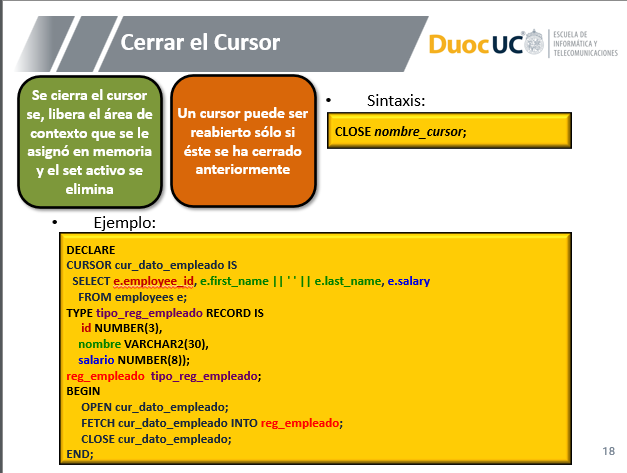 Cerrar el Cursor
DuocUC
ESCUELA DE
INFORMÁTICA Y
TELECOMUNICACIONES
Se cierra el cursor
se, libera el área de
contexto que se le
asignó en memoria
y el set activo se
elimina
Un cursor puede ser
reabierto sólo si
éste se ha cerrado
anteriormente
• Sintaxis:
CLOSE nombre_cursor;
• Ejemplo:
DECLARE
CURSOR cur_dato_empleado IS
SELECT e.employee_id, e.first_name || ' ' || e.last_name, e.salary
FROM employees e;
TYPE tipo_reg_empleado RECORD IS
id NUMBER(3),
nombre VARCHAR2(30),
salario NUMBER(8));
reg_empleado tipo_reg_empleado;
BEGIN
OPEN cur_dato_empleado;
FETCH cur_dato_empleado INTO reg_empleado;
CLOSE cur_dato_empleado;
END;
18